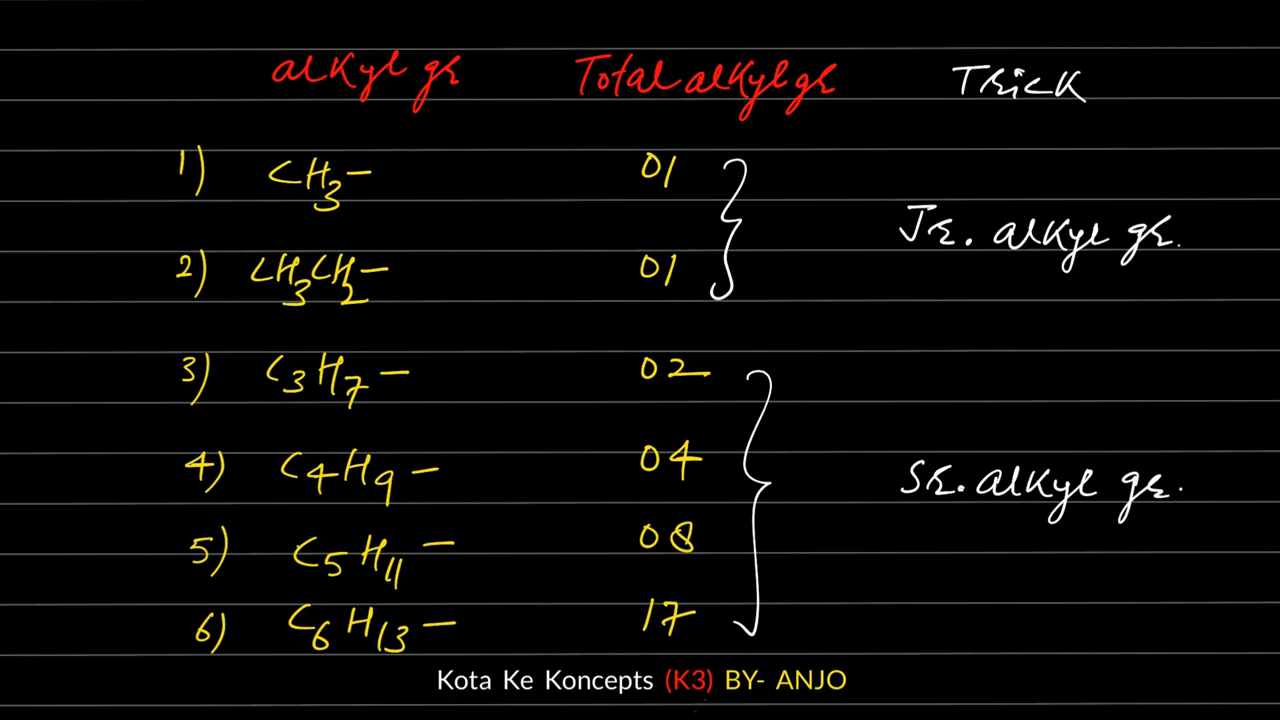 alkyl gr Total alkyl gr Trick
1) CH3– 01
Jr. alkyl gr.
2) CH3CH2– 01
3) C3H7– 02
4) C4H9– 04
Sr. alkyl gr.
5) C5H11– 08
6) C6H13– 17
Kota Ke Koncepts (K3) BY- ANJO